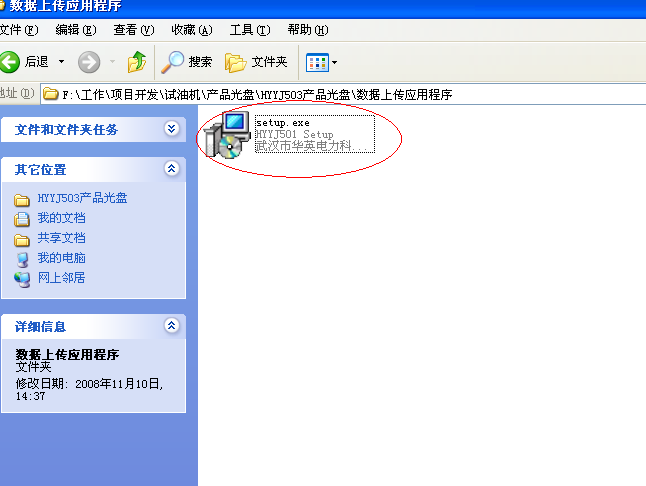 数据上传应用程序
文件(F) 编辑(E) 查看(V) 收藏(A) 工具(T) 帮助(H)
后退 搜索 文件夹
地址(D) F:\工作\项目开发\试油机\产品光盘\HYYJ503产品光盘\数据上传应用程序
文件和文件夹任务
其它位置
HYYJ503产品光盘
我的文档
共享文档
我的电脑
网上邻居
详细信息
数据上传应用程序
文件夹
修改日期: 2008年11月10日,
14:37
setup.exe
HYYJ501 Setup
武汉市华英电力科...